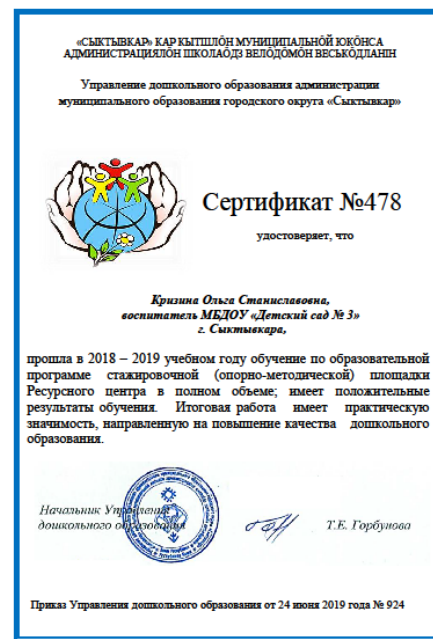 «СЫКТЫВКАР» КАР КЫТШЛӦН МУНИЦИПАЛЬНӦЙ ЮКӦНСА
АДМИНИСТРАЦИЯЛӦН ШКОЛАӦДЗ ВЕЛӦДӦМӦН ВЕСЬКӦДЛАНІН
Управление дошкольного образования администрации
муниципального образования городского округа «Сыктывкар»
Сертификат №478
удостоверяет, что
Кризина Ольга Станиславовна,
воспитатель МБДОУ «Детский сад № 3»
г. Сыктывкара,
прошла в 2018 – 2019 учебном году обучение по образовательной
программе стажировочной (опорно-методической) площадки
Ресурсного центра в полном объеме; имеет положительные
результаты обучения. Итоговая работа имеет практическую
значимость, направленную на повышение качества дошкольного
образования.
Начальник Управления
дошкольного образования
Т.Е. Горбунова
Приказ Управления дошкольного образования от 24 июня 2019 года № 924